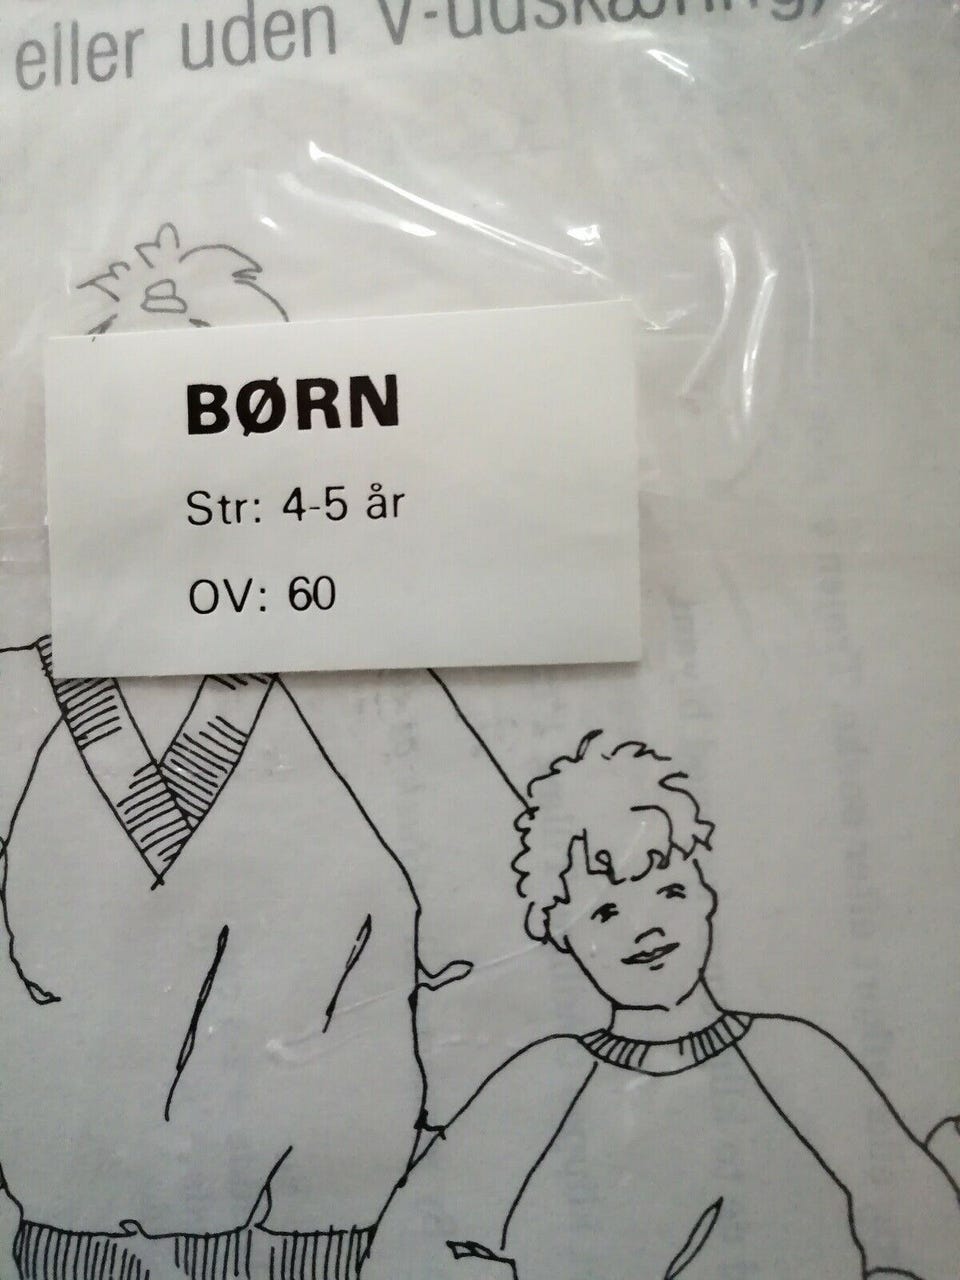 eller uden V-udskæring)
BØRN
Str: 4-5 år
OV: 60